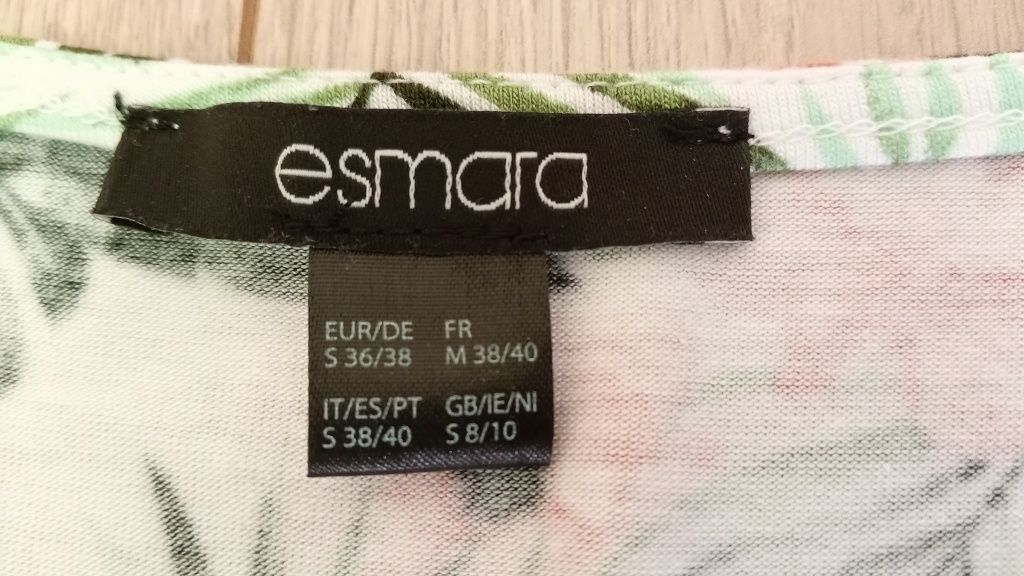 esmara
EUR/DE FR
S 36/38 M 38/40
IT/ES/PT GB/IE/NI
S 38/40 S 8/10